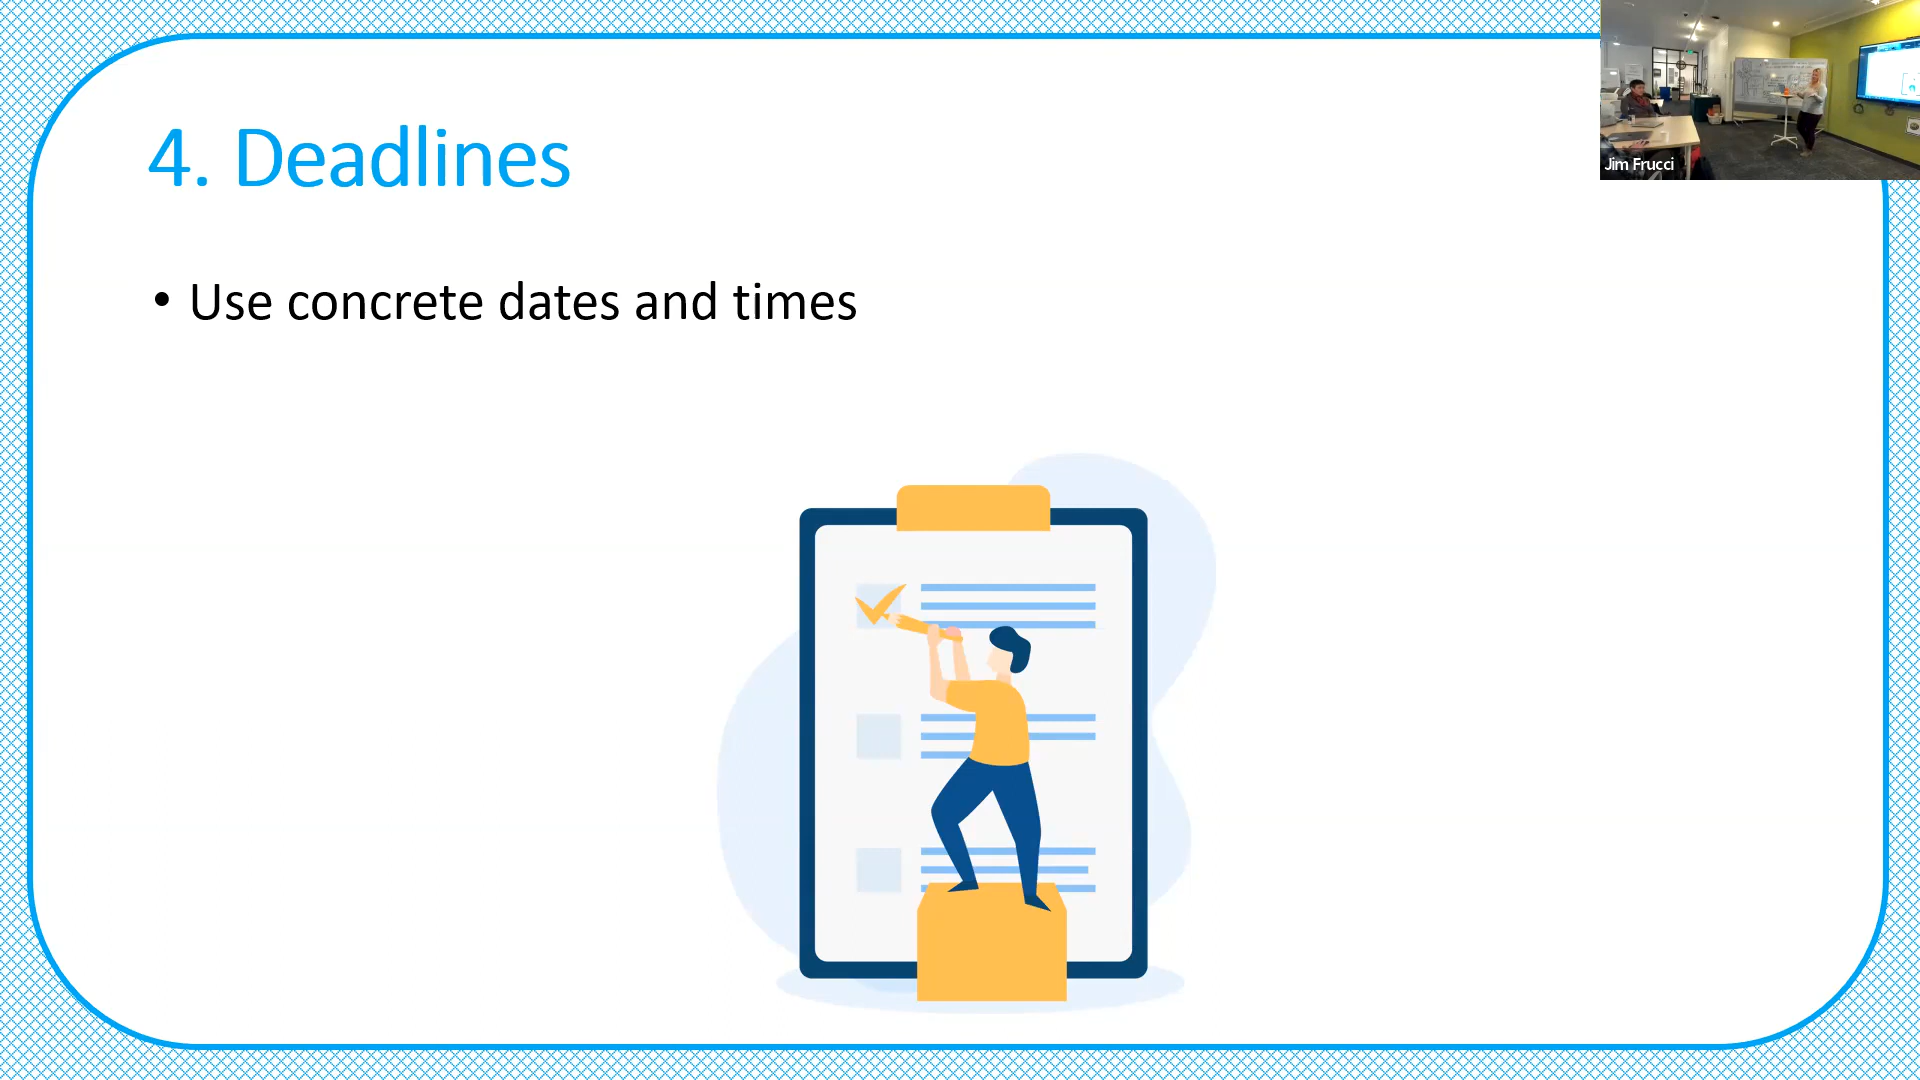 4. Deadlines
• Use concrete dates and times
Jim Frucci